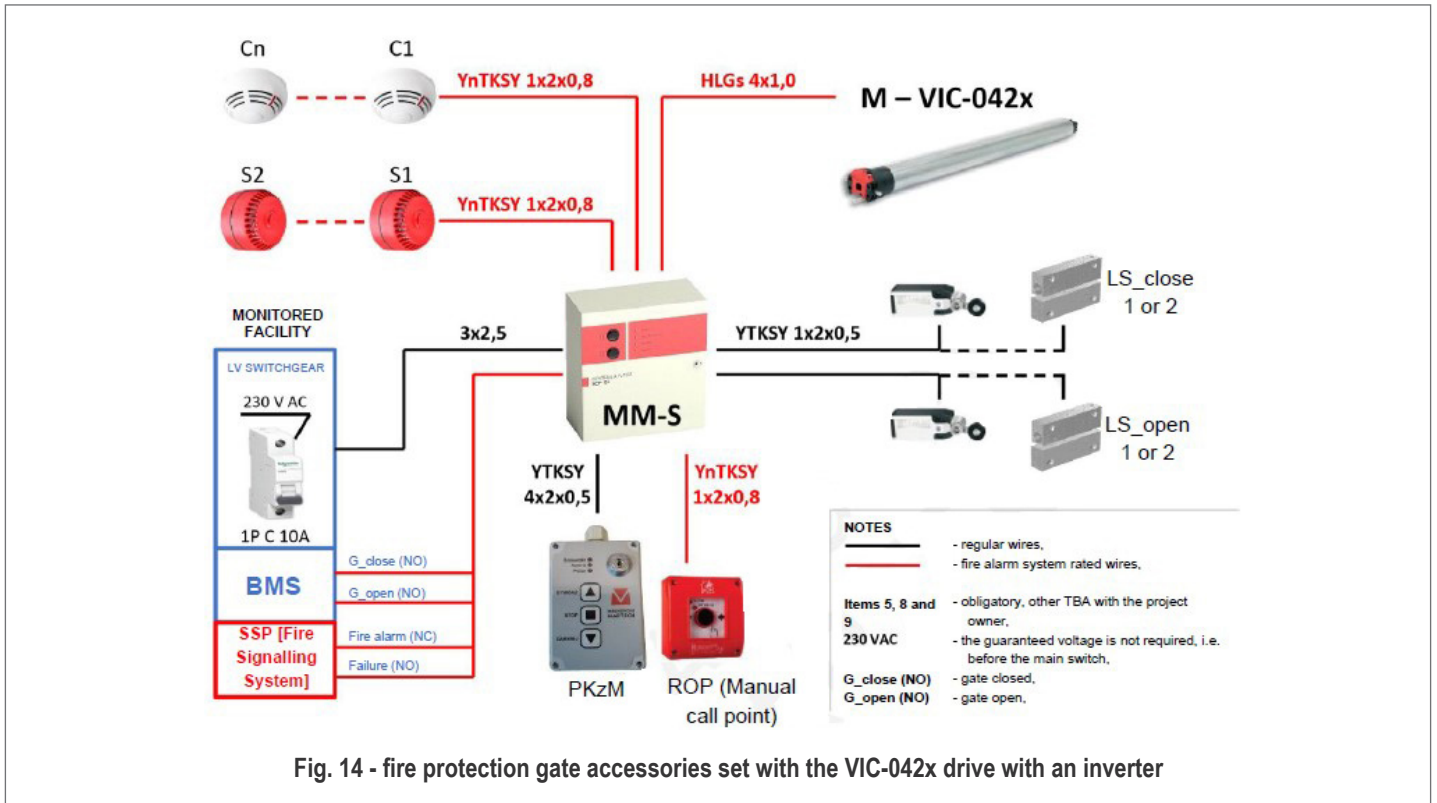 Cn
C1
YnTKSY 1x2x0,8
HLGs 4x1,0
M – VIC-042x
S2
S1
YnTKSY 1x2x0,8
LS_close
1 or 2
MONITORED
FACILITY
3x2,5
YTKSY 1x2x0,5
LV SWITCHGEAR
230 V AC
MM-S
LS_open
1 or 2
YTKSY
4x2x0,5
YnTKSY
1x2x0,8
1P C 10A
BMS
G_close (NO)
G_open (NO)
SSP [Fire
Signalling
System]
Fire alarm (NC)
Failure (NO)
STOP
PKzM
ROP (Manual
call point)
NOTES
- regular wires,
- fire alarm system rated wires,
Items 5, 8 and
9
- obligatory, other TBA with the project
owner,
230 VAC
- the guaranteed voltage is not required, i.e.
before the main switch,
G_close (NO) - gate closed,
G_open (NO) - gate open,
Fig. 14 - fire protection gate accessories set with the VIC-042x drive with an inverter